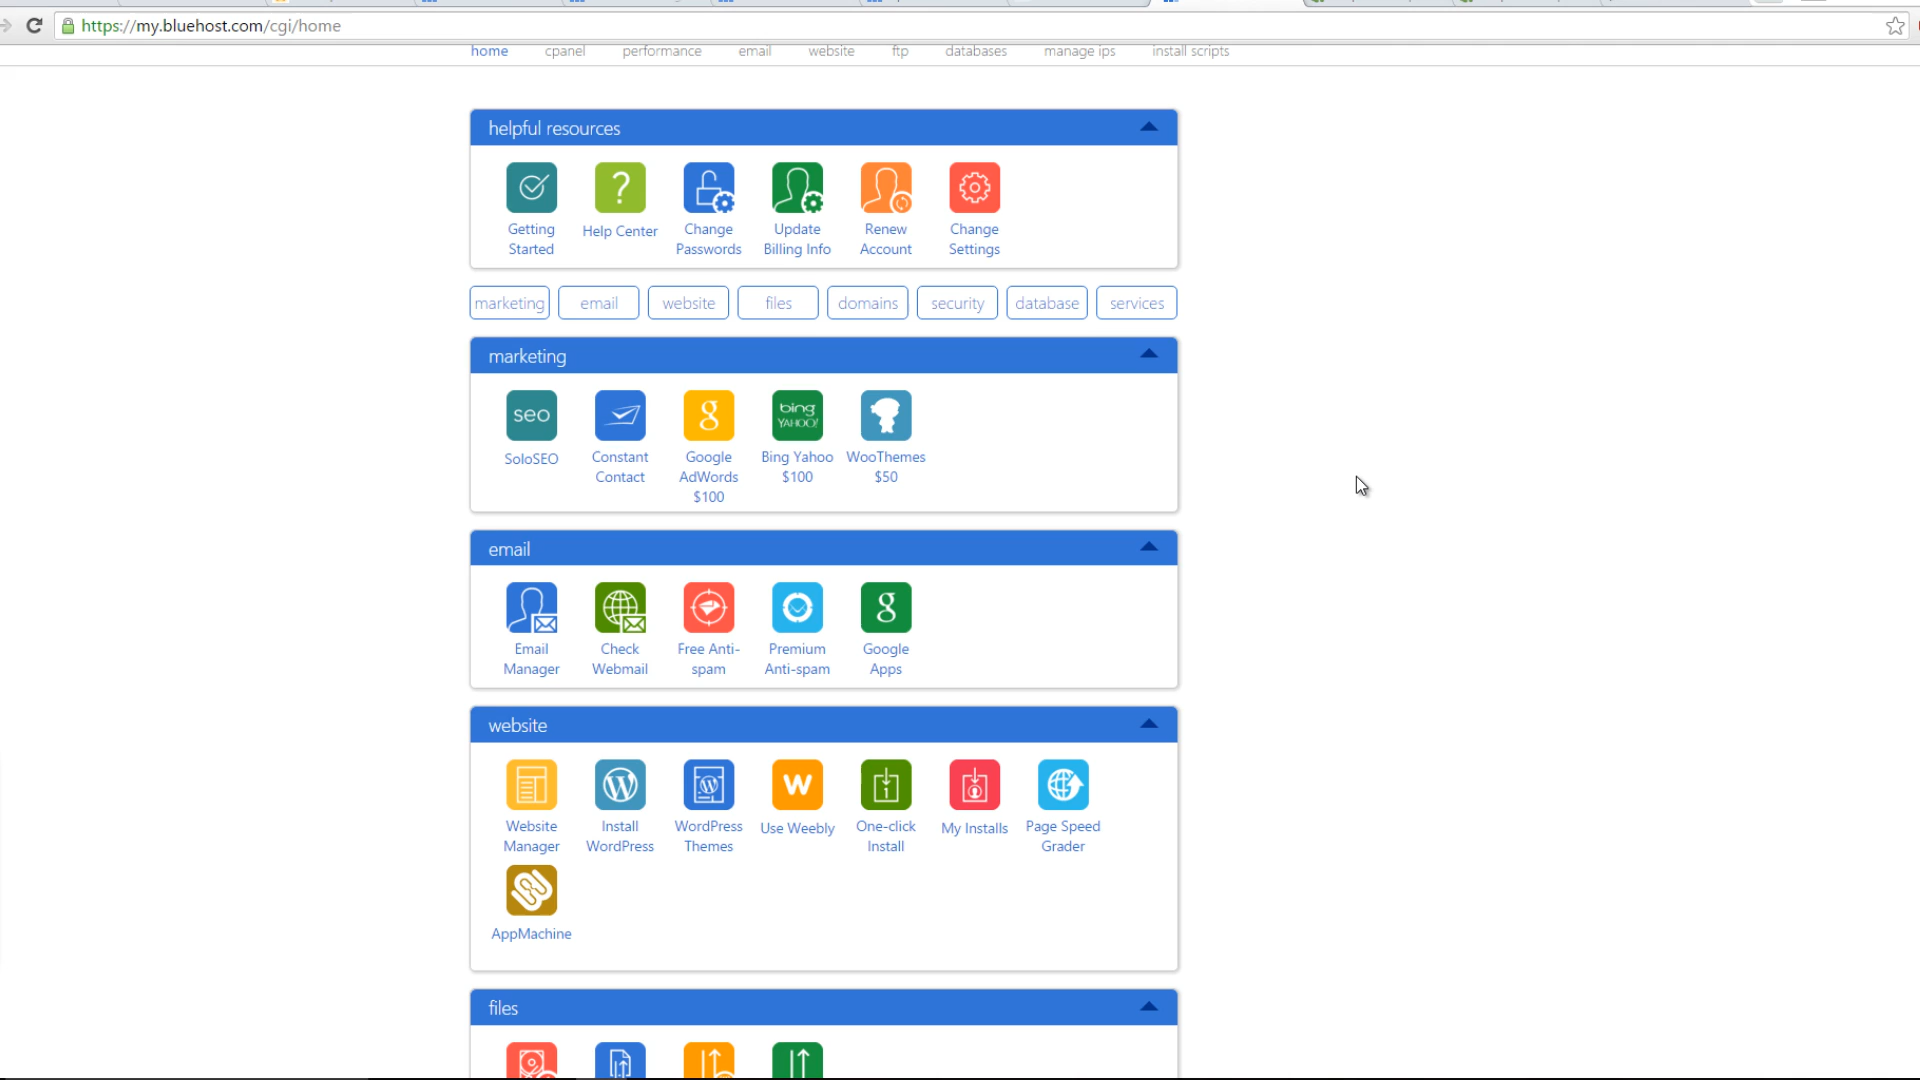 https://my.bluehost.com/cgi/home
home cpanel performance email website ftp databases manage ips install scripts
helpful resources
?
Getting Started
Help Center
Change Passwords
Update Billing Info
Renew Account
Change Settings
marketing email website files domains security database services
marketing
seo
g
bing
YAHOO!
SoloSEO
Constant Contact
Google AdWords $100
Bing Yahoo $100
WooThemes $50
email
g
Email Manager
Check Webmail
Free Anti-spam
Premium Anti-spam
Google Apps
website
W
W
W
1
Website Manager
Install WordPress
WordPress Themes
Use Weebly
One-click Install
My Installs
Page Speed Grader
AppMachine
files